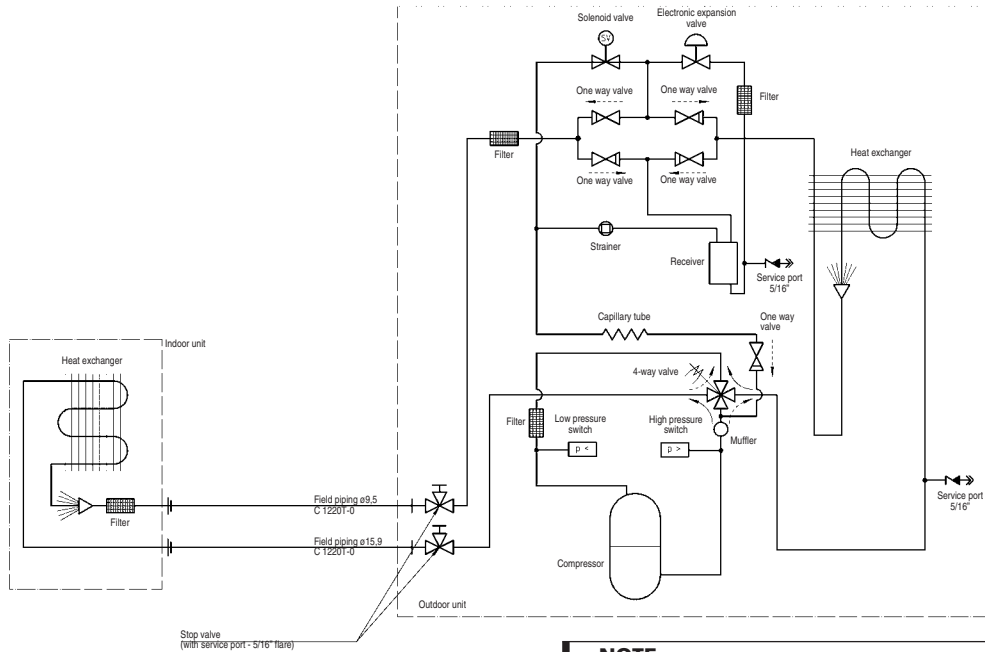 Solenoid valve
Electronic expansion
valve
SV
One way valve
One way valve
Filter
Filter
One way valve
One way valve
Heat exchanger
Strainer
Receiver
Service port
5/16"
Capillary tube
One way
valve
Indoor unit
Heat exchanger
4-way valve
Filter
Low pressure
switch
High pressure
switch
p <
p >
Muffler
Service port
5/16"
Field piping ø9,5
C 1220T-0
Filter
Field piping ø15,9
C 1220T-0
Compressor
Outdoor unit
Stop valve
(with service port - 5/16" flare)
NOTE